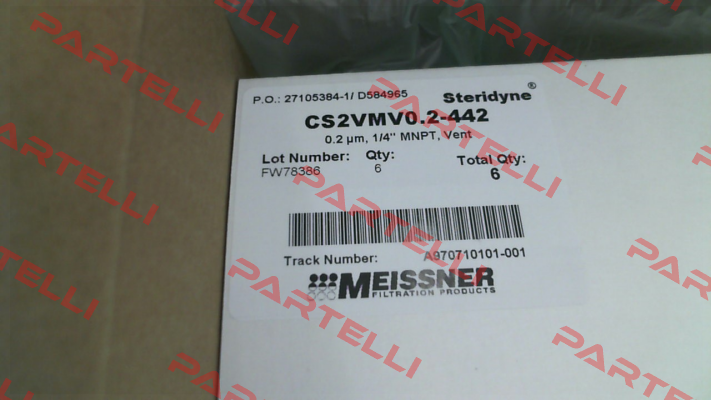 P.O.: 27105384-1/ D584965 Steridyne®
CS2VMV0.2-442
0.2 µm, 1/4" MNPT, Vent
Lot Number: Qty: Total Qty:
FW78386 6 6
Track Number: A970710101-001
MEISSNER
FILTRATION PRODUCTS
PARTELLI
PARTELLI
PARTELLI
PARTELLI
PARTELLI
PARTELLI
PARTELLI
PARTELLI
PARTELLI